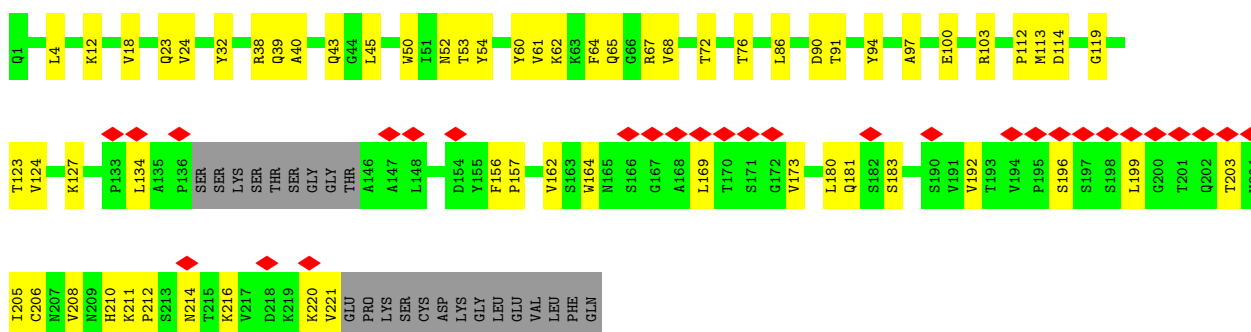 Q1 L4 K12 V18 Q23 V24 Y32 R38 Q39 A40 Q43 G44 L45 W50 I51 N52 T53 Y54 Y60 V61 K62 K63 F64 Q65 G66 R67 V68 T72 T76 L86 D90 T91 Y94 A97 E100 R103 P112 M113 D114 G119
T123 V124 K127 P133 L134 A135 P136 SER SER LYS SER THR SER GLY GLY THR A146 A147 L148 D154 Y155 F156 P157 V162 S163 W164 N165 S166 G167 A168 L169 T170 S171 G172 V173 L180 Q181 S182 S183 S190 V191 V192 T193 V194 P195 S196 S197 S198 L199 G200 T201 Q202 T203
I205 C206 N207 V208 N209 H210 K211 P212 S213 N214 T215 K216 V217 D218 K219 K220 V221 GLU PRO LYS SER CYS ASP LYS GLY LEU GLU VAL LEU PHE GLN